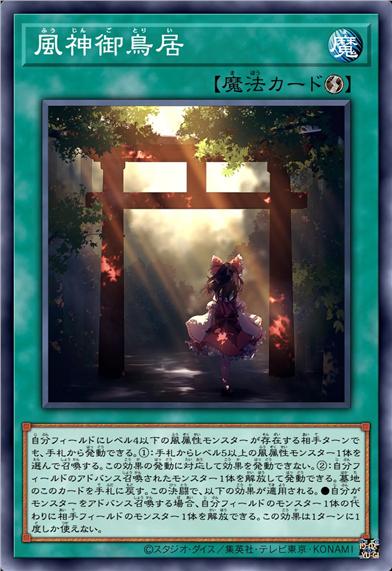 風神御鳥居
魔
【魔法カード】
自分フィールドにレベル4以下の風属性モンスターが存在する相手ターンで
も、手札から発動できる。①:手札からレベル5以上の風属性モンスター1体を
選んで召喚する。この効果の発動に対応して効果を発動できない。②:自分フ
ィールドのアドバンス召喚されたモンスター1体を解放して発動できる。墓地
のこのカードを手札に戻す。この決闘で、以下の効果が適用される。●自分が
モンスターをアドバンス召喚する場合、自分フィールドのモンスター1体の代
わりに相手フィールドのモンスター1体を解放できる。この効果は1ターンに1
度しか使えない。
©スタジオ・ダイス/集英社・テレビ東京・KONAMI